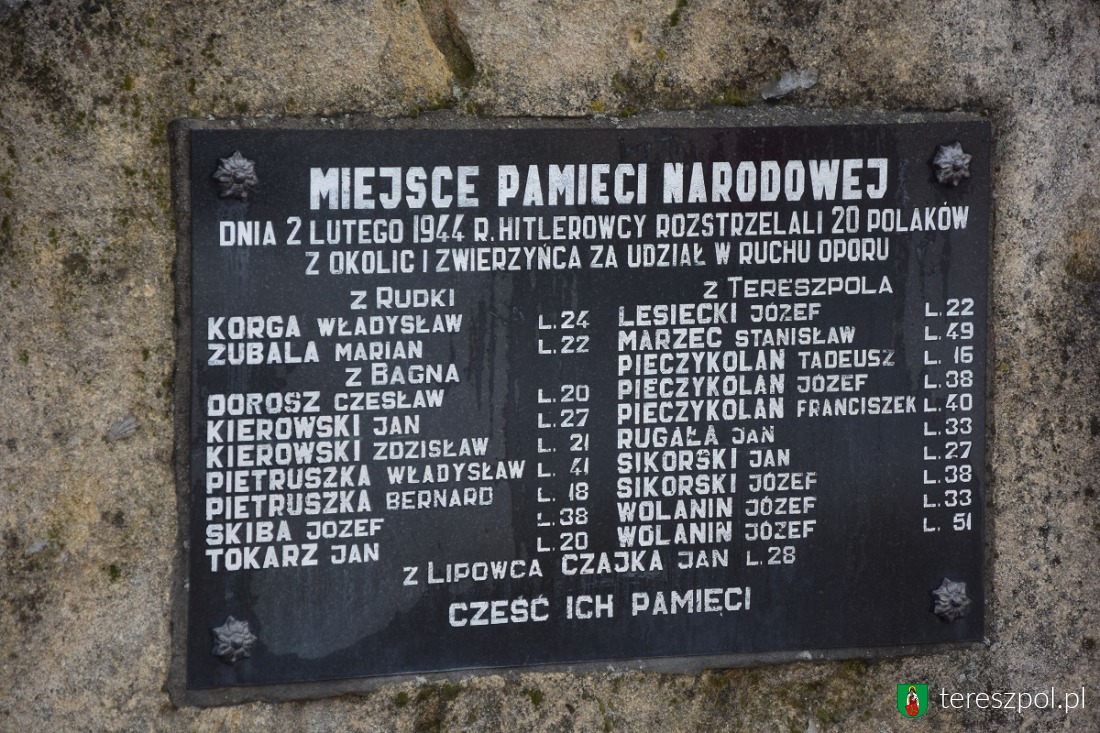 MIEJSCE PAMIECI NARODOWEJ
DNIA 2 LUTEGO 1944 R. HITLEROWCY ROZSTRZELALI 20 POLAKÓW
Z OKOLIC I ZWIERZYŃCA ZA UDZIAŁ W RUCHU OPORU
Z RUDKI
KORGA WŁADYSŁAW L. 24
ZUBALA MARIAN L. 22
Z BAGNA
DOROSZ CZESŁAW L. 20
KIEROWSKI JAN L. 27
KIEROWSKI ZDZISŁAW L. 21
PIETRUSZKA WŁADYSŁAW L. 41
PIETRUSZKA BERNARD L. 18
SKIBA JÓZEF L. 38
TOKARZ JAN L. 20
Z TERESZPOLA
LESIECKI JÓZEF L. 22
MARZEC STANISŁAW L. 49
PIECZYKOLAN TADEUSZ L. 16
PIECZYKOLAN JÓZEF L. 38
PIECZYKOLAN FRANCISZEK L. 40
RUGAŁA JAN L. 33
SIKORSKI JAN L. 27
SIKORSKI JÓZEF L. 38
WOLANIN JÓZEF L. 33
WOLANIN JÓZEF L. 51
Z LIPOWCA CZAJKA JAN L. 28
CZEŚĆ ICH PAMIĘCI
tereszpol.pl